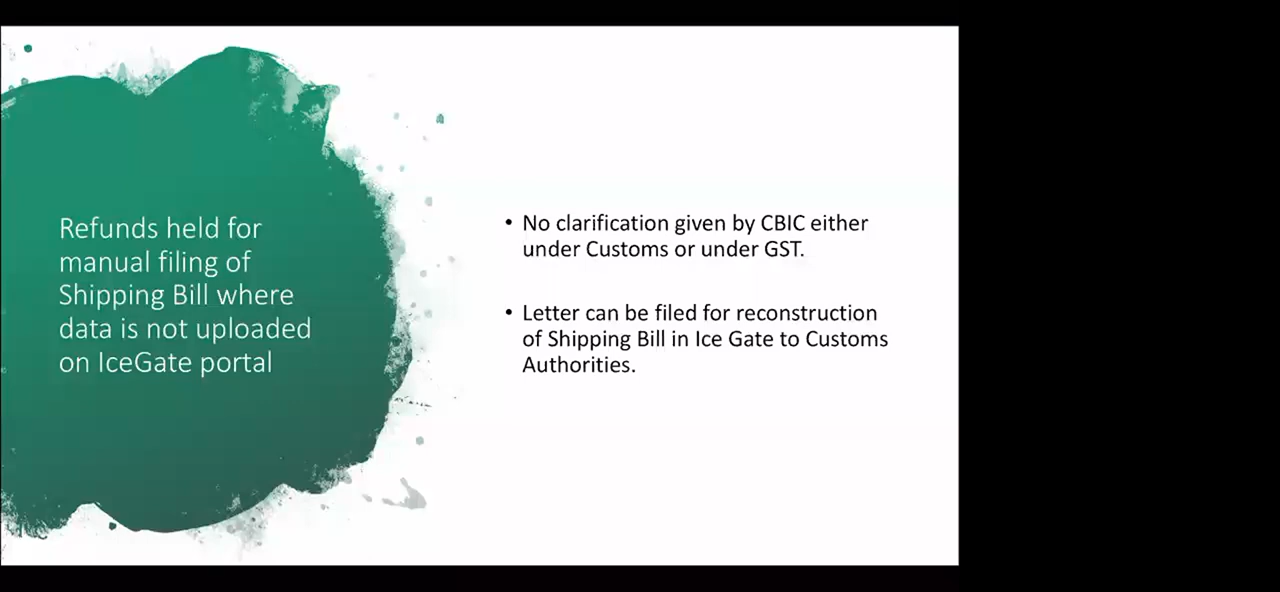 Refunds held for
manual filing of
Shipping Bill where
data is not uploaded
on IceGate portal
• No clarification given by CBIC either
under Customs or under GST.
• Letter can be filed for reconstruction
of Shipping Bill in Ice Gate to Customs
Authorities.